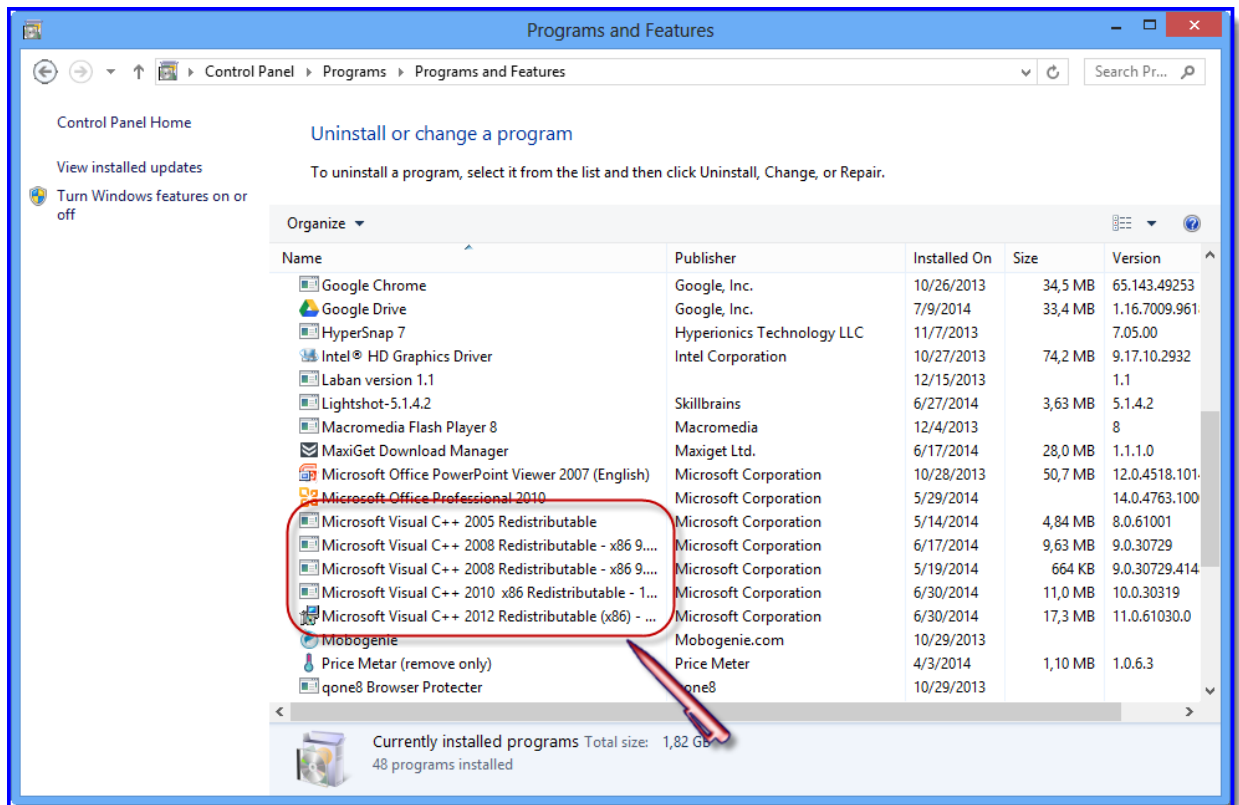 Programs and Features
Control Panel Programs Programs and Features Search Pr...
Control Panel Home
View installed updates
Turn Windows features on or
off
Uninstall or change a program
To uninstall a program, select it from the list and then click Uninstall, Change, or Repair.
Organize
Name Publisher Installed On Size Version
Google Chrome Google, Inc. 10/26/2013 34,5 MB 65.143.49253
Google Drive Google, Inc. 7/9/2014 33,4 MB 1.16.7009.961
HyperSnap 7 Hyperionics Technology LLC 11/7/2013 7.05.00
Intel® HD Graphics Driver Intel Corporation 10/27/2013 74,2 MB 9.17.10.2932
Laban version 1.1 12/15/2013 1.1
Lightshot-5.1.4.2 Skillbrains 6/27/2014 3,63 MB 5.1.4.2
Macromedia Flash Player 8 Macromedia 12/4/2013 8
MaxiGet Download Manager Maxiget Ltd. 6/17/2014 28,0 MB 1.1.1.0
Microsoft Office PowerPoint Viewer 2007 (English) Microsoft Corporation 10/28/2013 50,7 MB 12.0.4518.101
Microsoft Office Professional 2010 Microsoft Corporation 5/29/2014 14.0.4763.100
Microsoft Visual C++ 2005 Redistributable Microsoft Corporation 5/14/2014 4,84 MB 8.0.61001
Microsoft Visual C++ 2008 Redistributable - x86 9.... Microsoft Corporation 6/17/2014 9,63 MB 9.0.30729
Microsoft Visual C++ 2008 Redistributable - x86 9.... Microsoft Corporation 5/19/2014 664 KB 9.0.30729.414
Microsoft Visual C++ 2010 x86 Redistributable - 1... Microsoft Corporation 6/30/2014 11,0 MB 10.0.30319
Microsoft Visual C++ 2012 Redistributable (x86) - ... Microsoft Corporation 6/30/2014 17,3 MB 11.0.61030.0
Mobogenie Mobogenie.com 10/29/2013
Price Metar (remove only) Price Meter 4/3/2014 1,10 MB 1.0.6.3
qone8 Browser Protecter qone8 10/29/2013
Currently installed programs Total size: 1,82 GB
48 programs installed